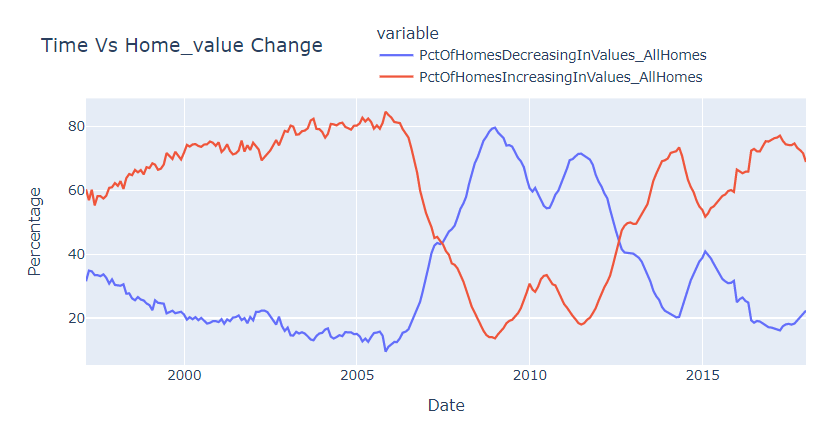 Time Vs Home_value Change
variable
PctOfHomesDecreasingInValues_AllHomes
PctOfHomesIncreasingInValues_AllHomes
Percentage
80
60
40
20
2000
2005
2010
2015
Date